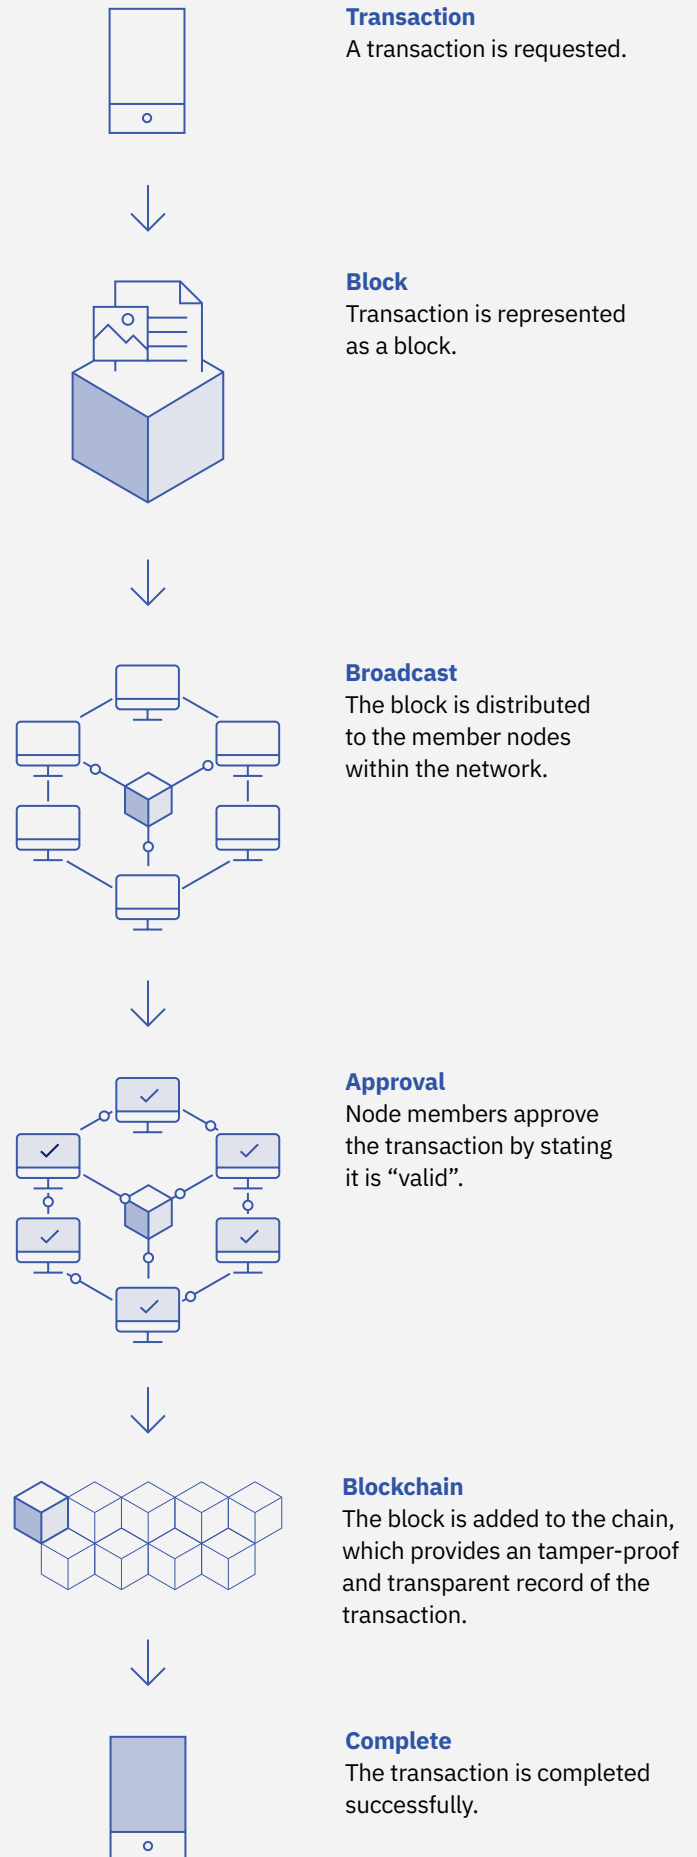 Transaction
A transaction is requested.
Block
Transaction is represented
as a block.
Broadcast
The block is distributed
to the member nodes
within the network.
Approval
Node members approve
the transaction by stating
it is “valid”.
Blockchain
The block is added to the chain,
which provides an tamper-proof
and transparent record of the
transaction.
Complete
The transaction is completed
successfully.